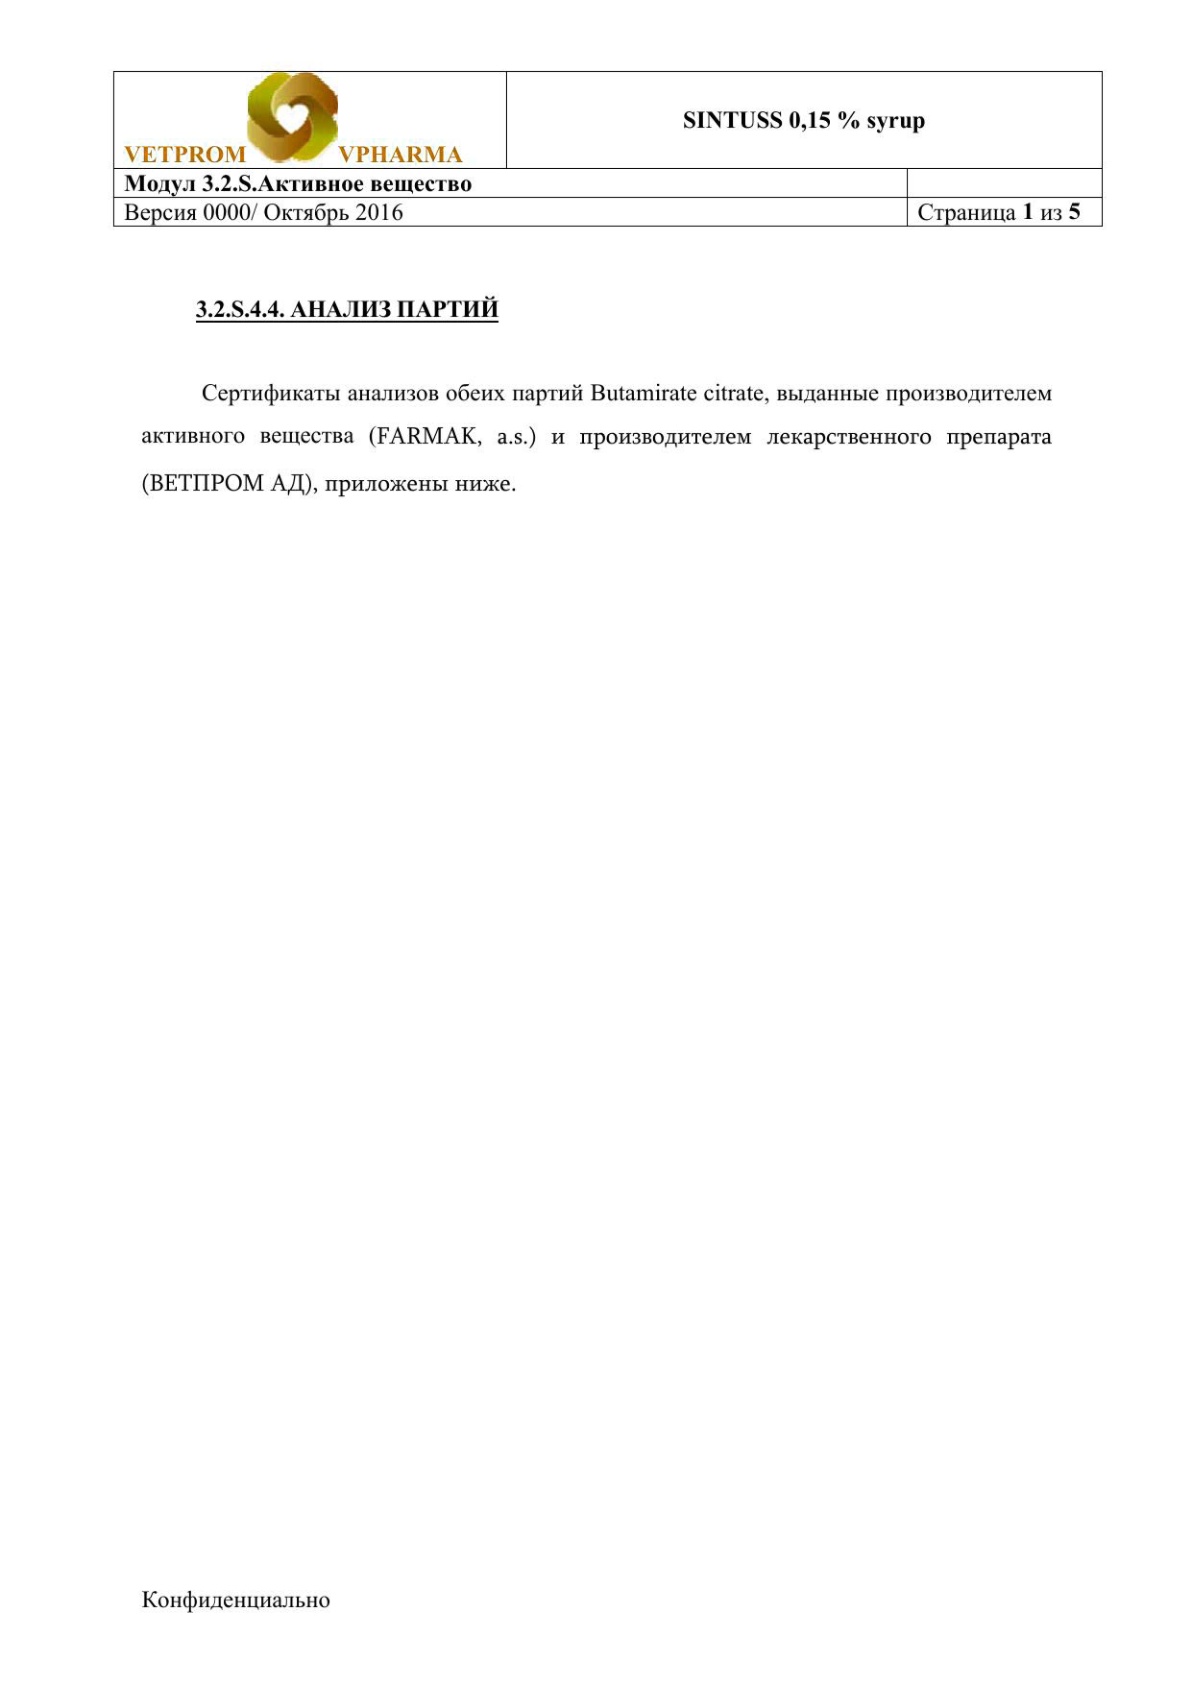 VETPROM VPHARMA
SINTUSS 0,15 % syrup
Модул 3.2.S.Активное вещество
Версия 0000/ Октябрь 2016
Страница 1 из 5
3.2.S.4.4. АНАЛИЗ ПАРТИЙ
Сертификаты анализов обеих партий Butamirate citrate, выданные производителем
активного вещества (FARMAK, a.s.) и производителем лекарственного препарата
(ВЕТПРОМ АД), приложены ниже.
Конфиденциально